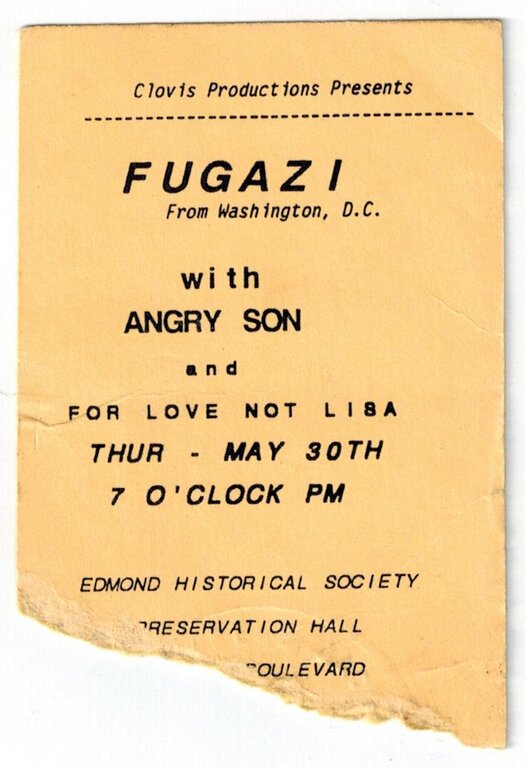 Clovis Productions Presents
FUGAZI
From Washington, D.C.
with
ANGRY SON
and
FOR LOVE NOT LISA
THUR - MAY 30TH
7 O'CLOCK PM
EDMOND HISTORICAL SOCIETY
PRESERVATION HALL